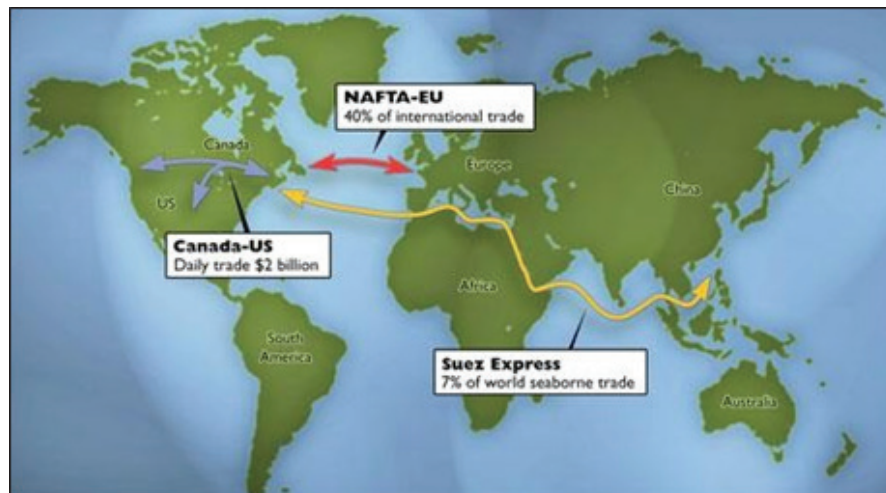 NAFTA-EU
40% of international trade
Canada
Europe
China
US
Canada-US
Daily trade $2 billion
Africa
South
America
Suez Express
7% of world seaborne trade
Australia